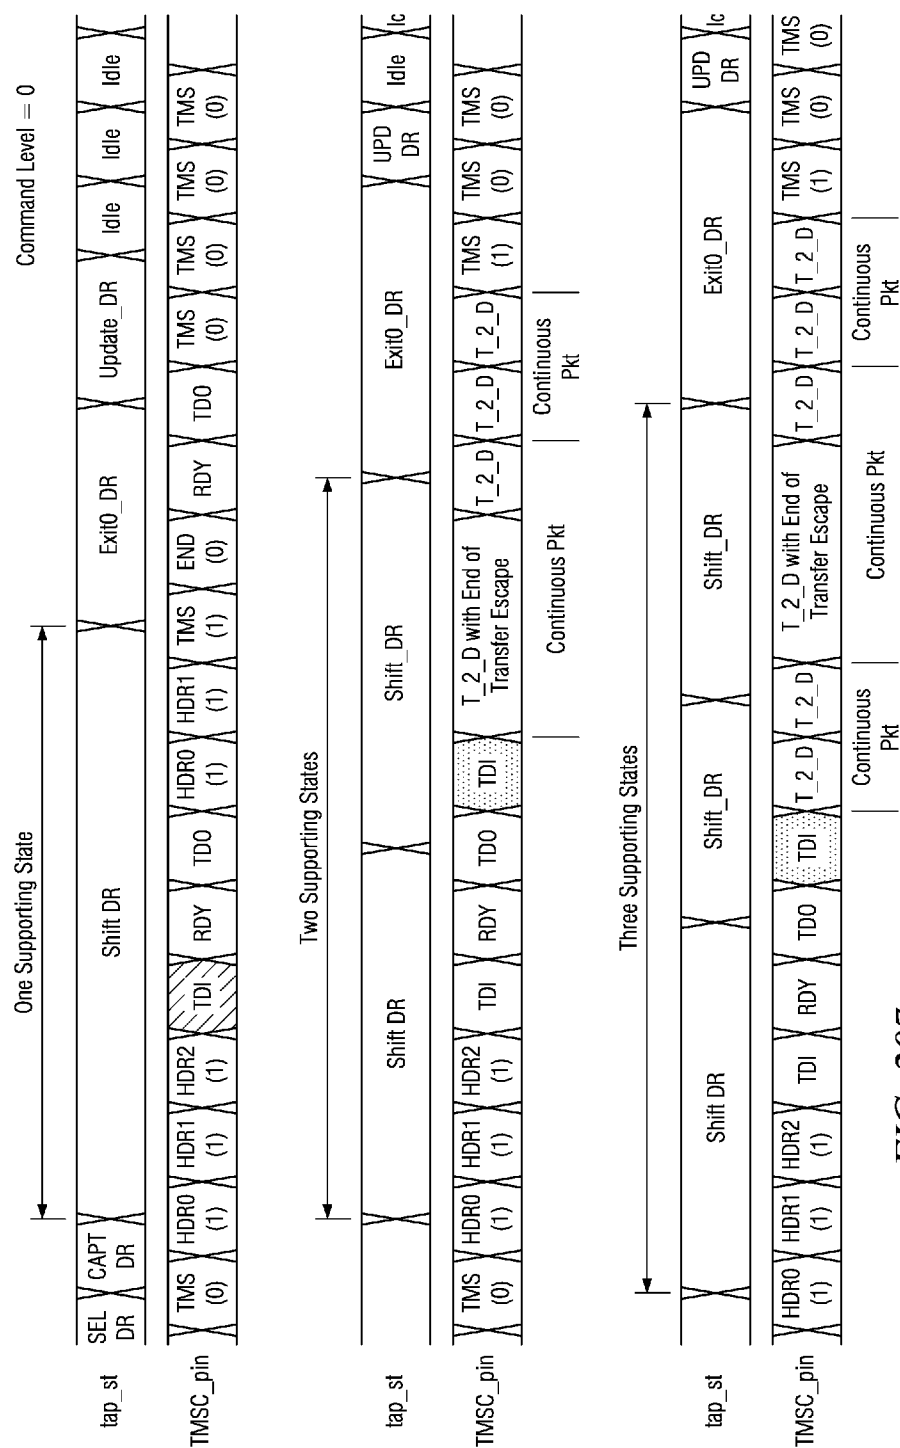 Command Level = 0
One Supporting State
tap_st
SEL
DR
CAPT
DR
Shift DR
Exit0_DR
Update_DR
Idle
Idle
Idle
TMSC_pin
TMS
(0)
HDR0
(1)
HDR1
(1)
HDR2
(1)
TDI
RDY
TDO
HDR0
(1)
HDR1
(1)
TMS
(1)
END
(0)
RDY
TDO
TMS
(0)
TMS
(0)
TMS
(0)
TMS
(0)
Two Supporting States
tap_st
Shift DR
Shift_DR
Exit0_DR
UPD
DR
Idle
Ic
TMSC_pin
TMS
(0)
HDR0
(1)
HDR1
(1)
HDR2
(1)
TDI
RDY
TDO
TDI
T_2_D with End of
Transfer Escape
T_2_D
T_2_D
T_2_D
TMS
(1)
TMS
(0)
TMS
(0)
Continuous Pkt
Continuous
Pkt
Three Supporting States
tap_st
Shift DR
Shift_DR
Shift_DR
Exit0_DR
UPD
DR
Ic
TMSC_pin
HDR0
(1)
HDR1
(1)
HDR2
(1)
TDI
RDY
TDO
TDI
T_2_D
T_2_D
T_2_D with End of
Transfer Escape
T_2_D
T_2_D
T_2_D
TMS
(1)
TMS
(0)
TMS
(0)
Continuous
Pkt
Continuous Pkt
Continuous
Pkt
FIG.